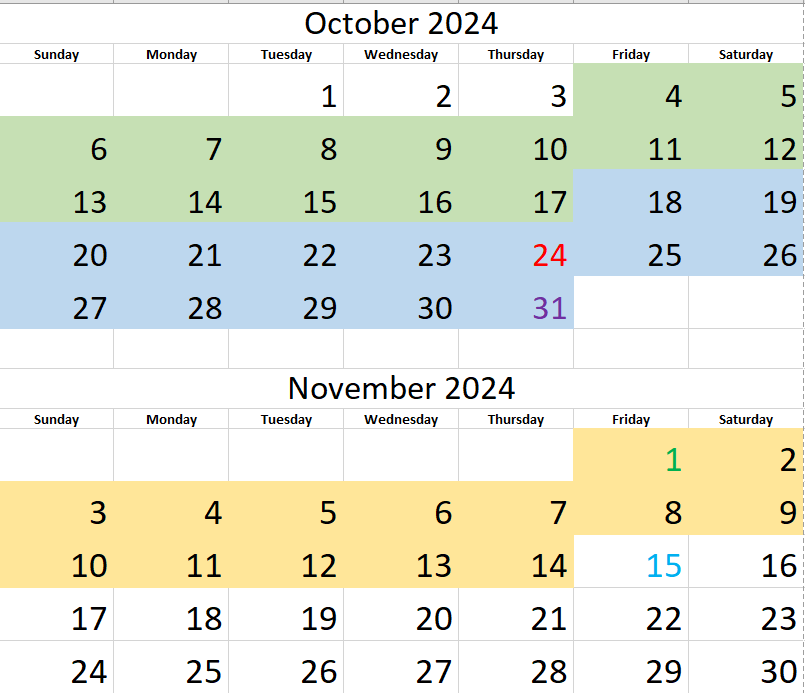 October 2024
Sunday Monday Tuesday Wednesday Thursday Friday Saturday
1 2 3 4 5
6 7 8 9 10 11 12
13 14 15 16 17 18 19
20 21 22 23 24 25 26
27 28 29 30 31
November 2024
Sunday Monday Tuesday Wednesday Thursday Friday Saturday
1 2
3 4 5 6 7 8 9
10 11 12 13 14 15 16
17 18 19 20 21 22 23
24 25 26 27 28 29 30